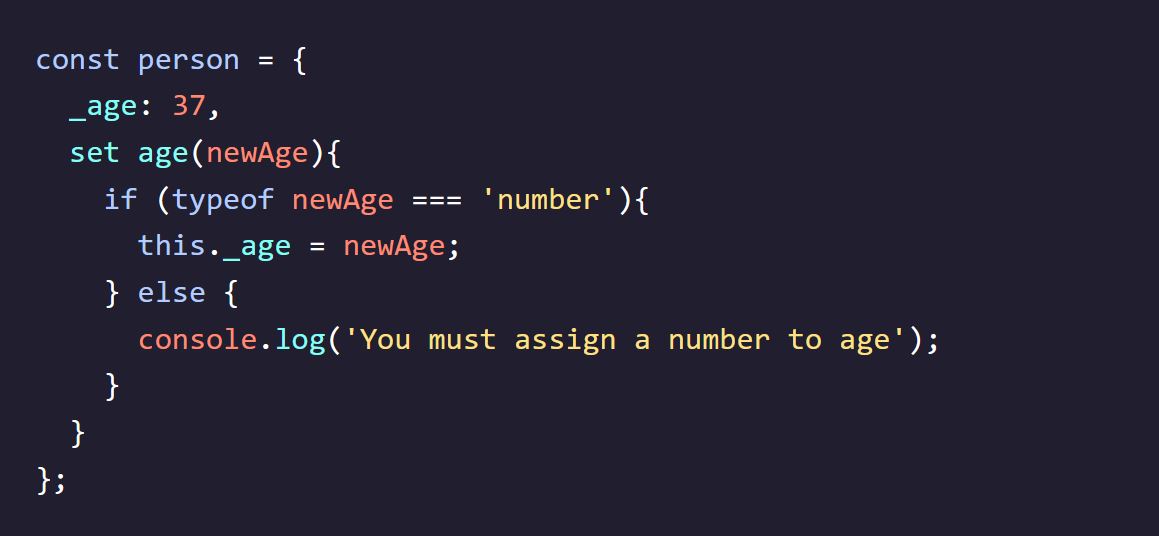 const person = {
  _age: 37,
  set age(newAge){
    if (typeof newAge === 'number'){
      this._age = newAge;
    } else {
      console.log('You must assign a number to age');
    }
  }
};